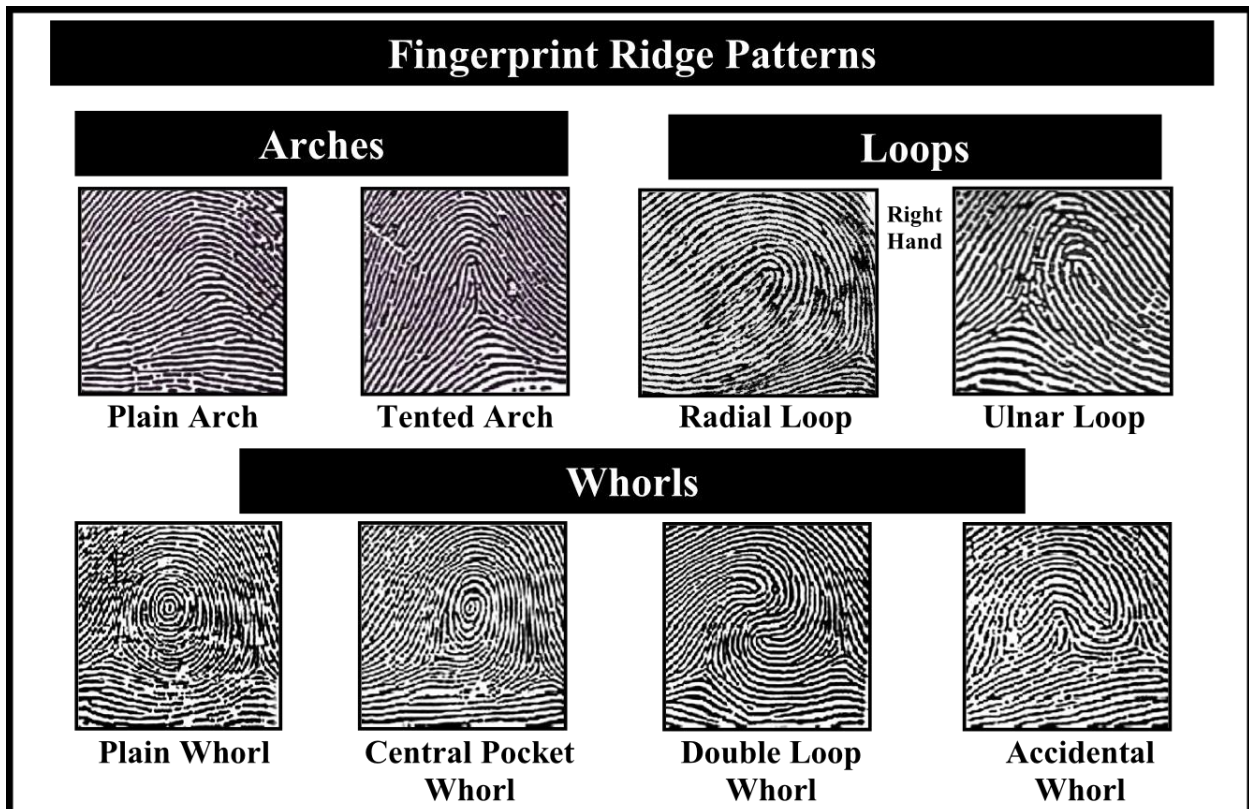 Fingerprint Ridge Patterns
Arches
Loops
Right
Hand
Plain Arch
Tented Arch
Radial Loop
Ulnar Loop
Whorls
Plain Whorl
Central Pocket
Whorl
Double Loop
Whorl
Accidental
Whorl